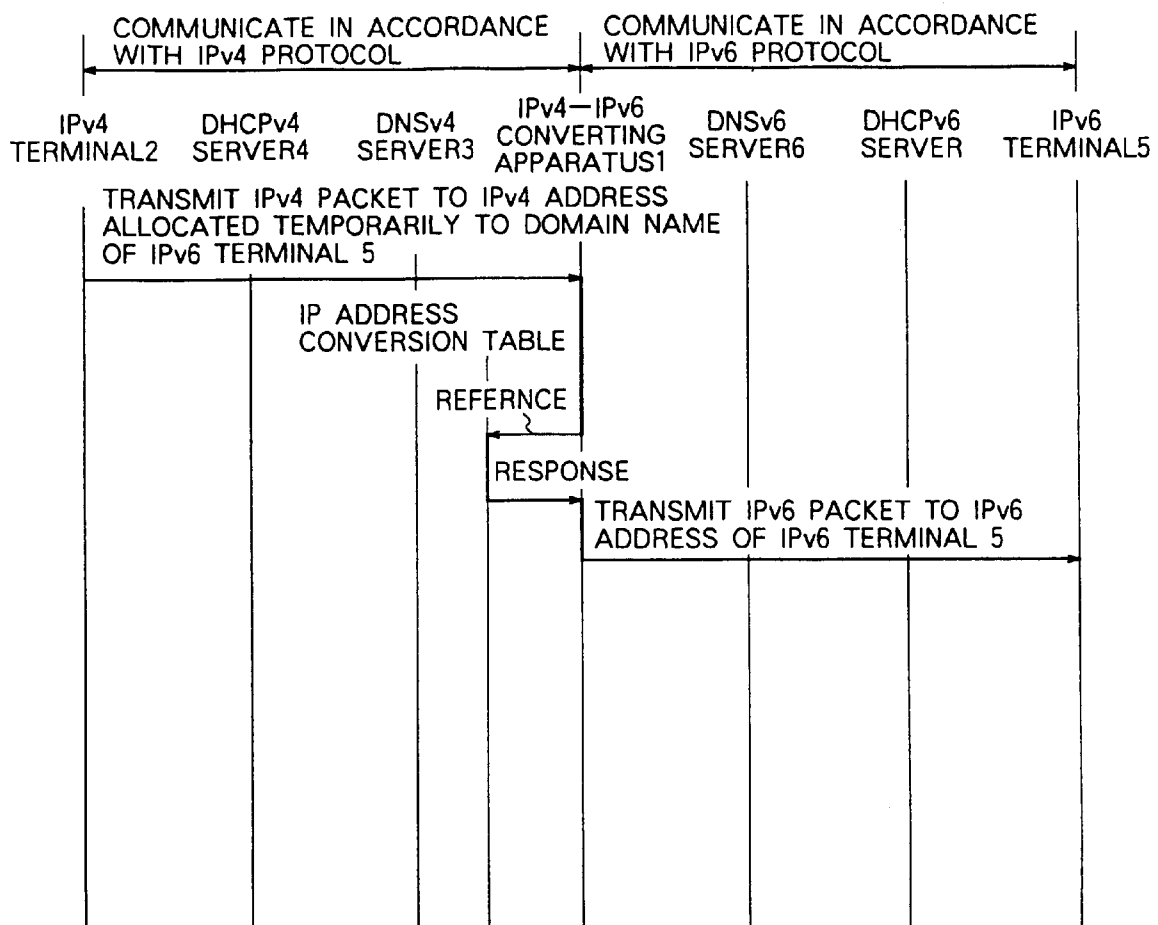 COMMUNICATE IN ACCORDANCE
WITH IPv4 PROTOCOL
COMMUNICATE IN ACCORDANCE
WITH IPv6 PROTOCOL
IPv4
TERMINAL2
DHCPv4
SERVER4
DNSv4
SERVER3
IPv4-IPv6
CONVERTING
APPARATUS1
DNSv6
SERVER6
DHCPv6
SERVER
IPv6
TERMINAL5
TRANSMIT IPv4 PACKET TO IPv4 ADDRESS
ALLOCATED TEMPORARILY TO DOMAIN NAME
OF IPv6 TERMINAL 5
IP ADDRESS
CONVERSION TABLE
REFERNCE
RESPONSE
TRANSMIT IPv6 PACKET TO IPv6
ADDRESS OF IPv6 TERMINAL 5